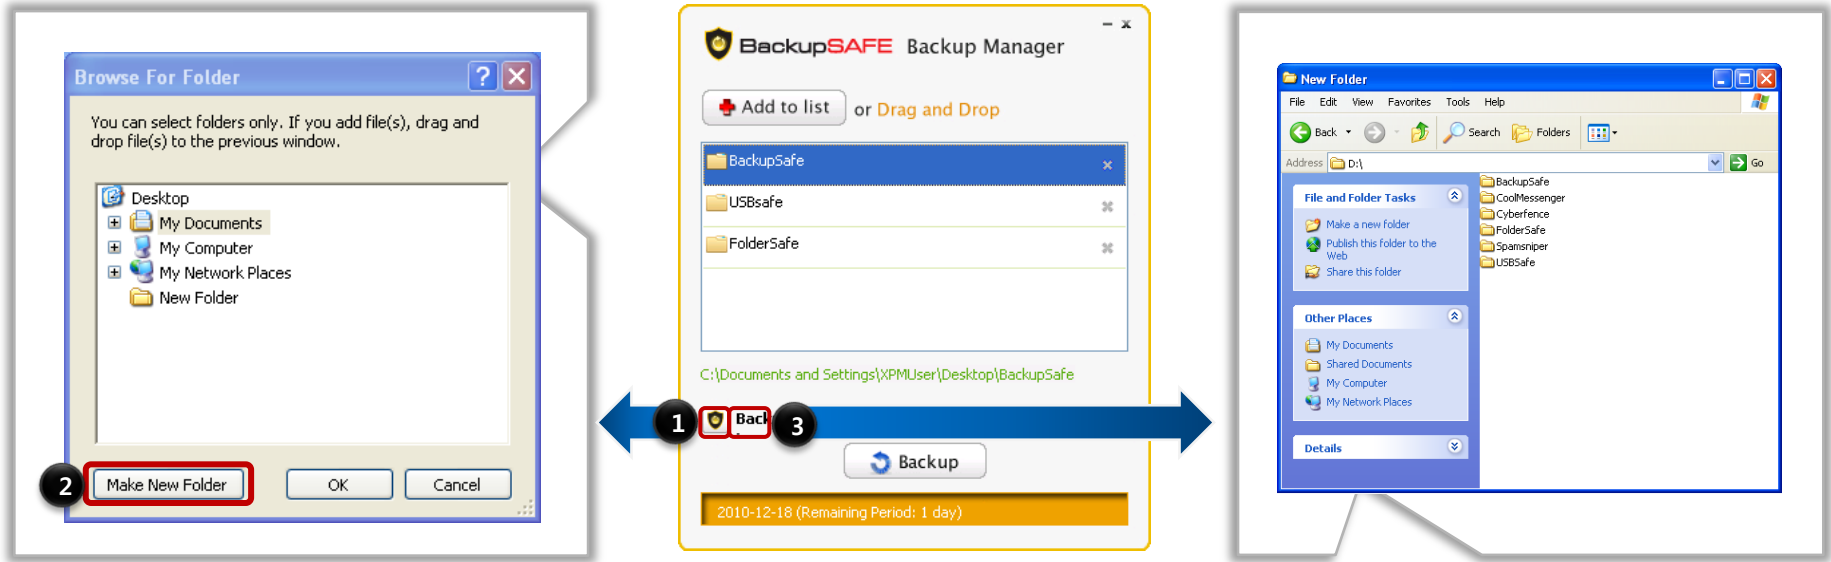 Browse For Folder
You can select folders only. If you add file(s), drag and
drop file(s) to the previous window.
Desktop
My Documents
My Computer
My Network Places
New Folder
2
Make New Folder
OK
Cancel
BackupSAFE Backup Manager
Add to list or Drag and Drop
BackupSafe
USBsafe
FolderSafe
C:\Documents and Settings\XPMUser\Desktop\BackupSafe
1
Back
3
Backup
2010-12-18 (Remaining Period: 1 day)
New Folder
File Edit View Favorites Tools Help
Back Search Folders
Address D:\ Go
File and Folder Tasks
Make a new folder
Publish this folder to the
Web
Share this folder
Other Places
My Documents
Shared Documents
My Computer
My Network Places
Details
BackupSafe
CoolMessenger
Cyberfence
FolderSafe
Spamsniper
USBSafe